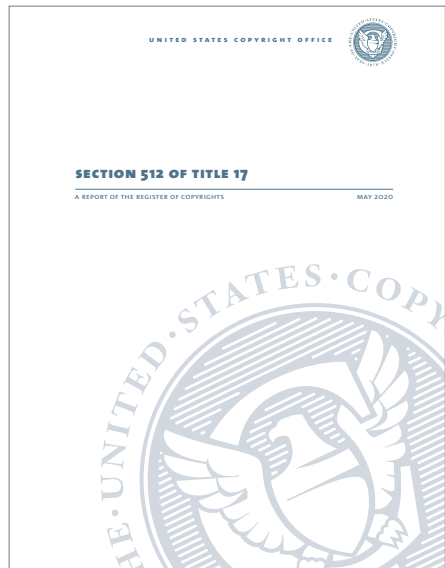 UNITED STATES COPYRIGHT OFFICE
SECTION 512 OF TITLE 17
A REPORT OF THE REGISTER OF COPYRIGHTS MAY 2020
THE·UNITED·STATES·COPY